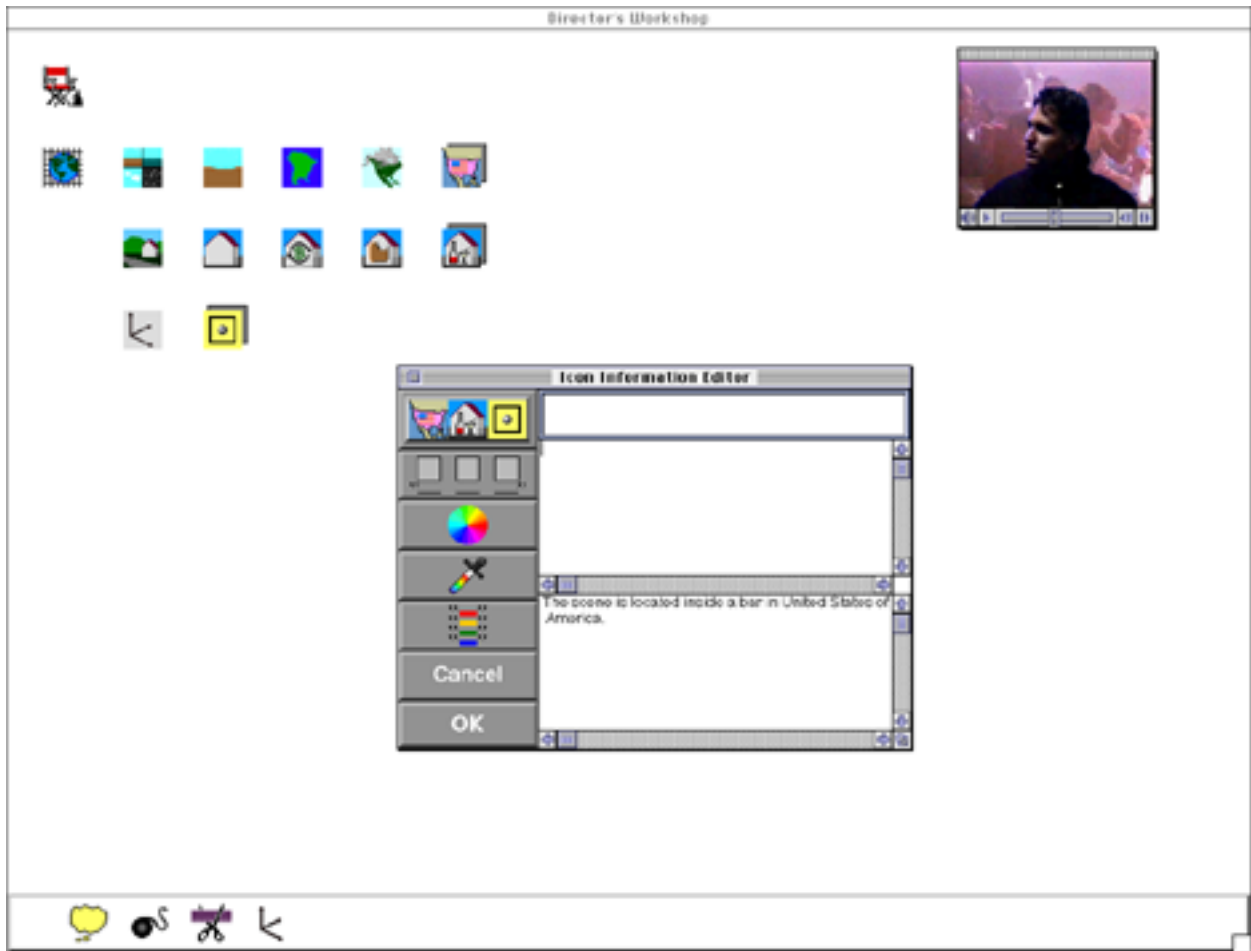 Director's Workshop
Icon Information Editor
The scene is located inside a bar in United States of
America.
Cancel
OK